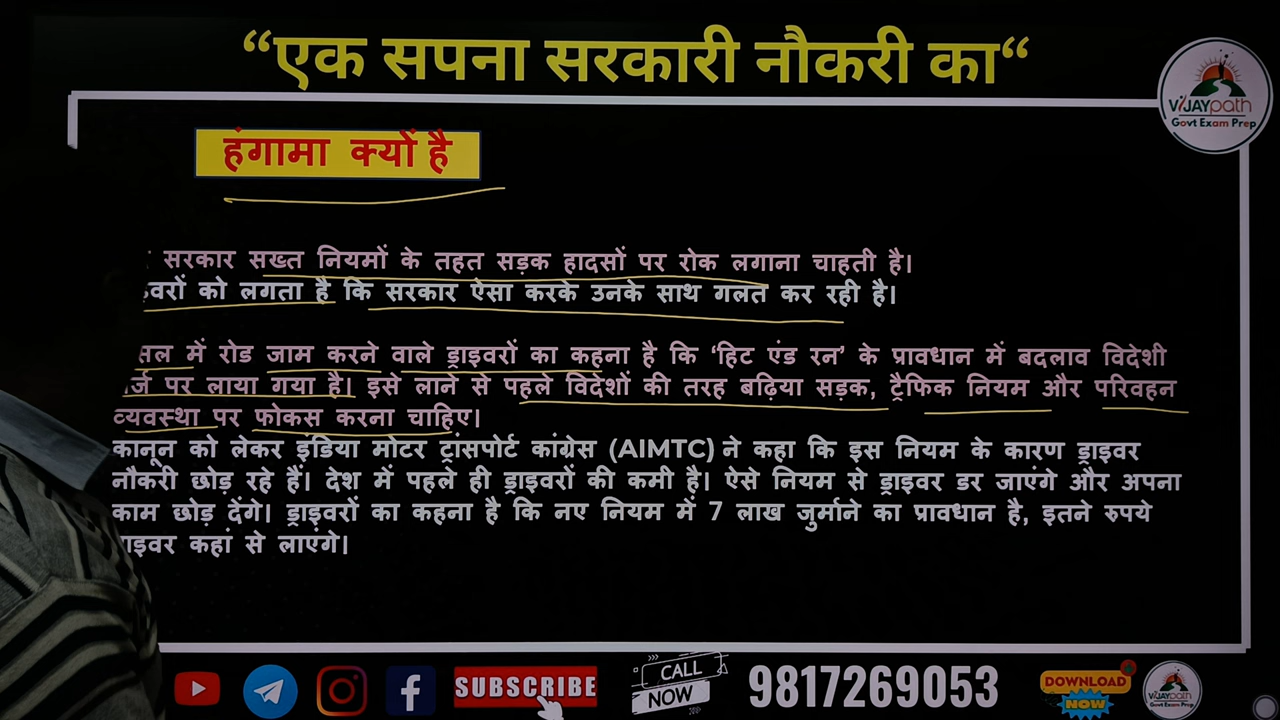 “एक सपना सरकारी नौकरी का“
VIJAYpath
Govt Exam Prep
हंगामा क्यों है
सरकार सख्त नियमों के तहत सड़क हादसों पर रोक लगाना चाहती है।
को लगता है कि सरकार ऐसा करके उनके साथ गलत कर रही है।
में रोड जाम करने वाले ड्राइवरों का कहना है कि ‘हिट एंड रन’ के प्रावधान में बदलाव विदेशी
पर लाया गया है। इसे लाने से पहले विदेशों की तरह बढ़िया सड़क, ट्रैफिक नियम और परिवहन
व्यवस्था पर फोकस करना चाहिए।
कानून को लेकर इंडिया मोटर ट्रांसपोर्ट कांग्रेस (AIMTC) ने कहा कि इस नियम के कारण ड्राइवर
नौकरी छोड़ रहे हैं। देश में पहले ही ड्राइवरों की कमी है। ऐसे नियम से ड्राइवर डर जाएंगे और अपना
काम छोड़ देंगे। ड्राइवरों का कहना है कि नए नियम में 7 लाख जुर्माने का प्रावधान है, इतने रुपये
कहां से लाएंगे।
SUBSCRIBE
CALL
NOW
9817269053
DOWNLOAD
NOW
VIJAYpath
Govt Exam Prep